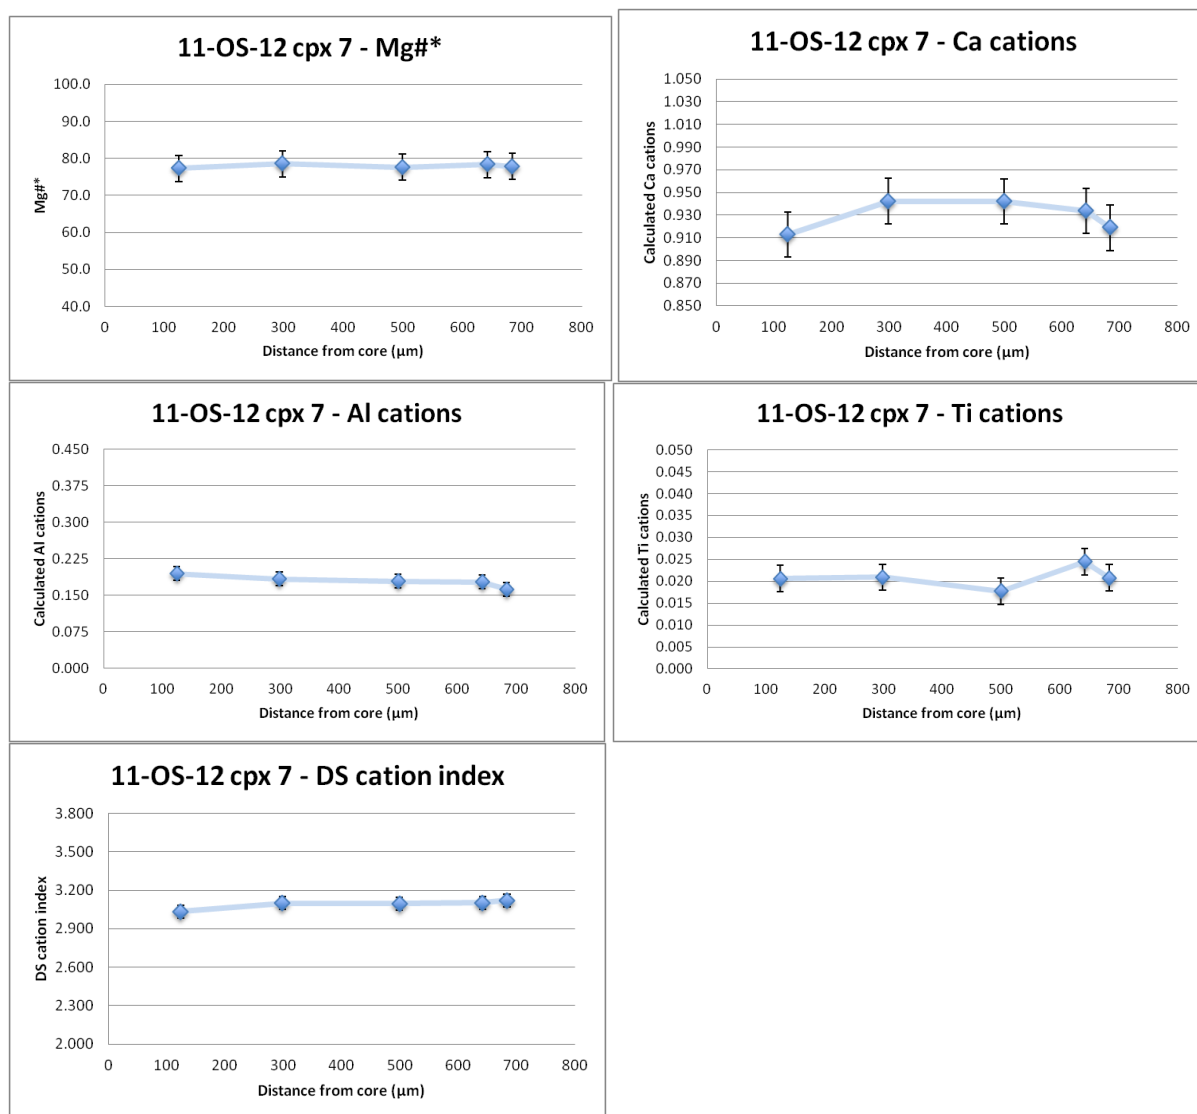 11-OS-12 cpx 7 - Mg#*
100.0
90.0
80.0
70.0
60.0
50.0
40.0
Mg#*
0 100 200 300 400 500 600 700 800
Distance from core (µm)
11-OS-12 cpx 7 - Ca cations
1.050
1.030
1.010
0.990
0.970
0.950
0.930
0.910
0.890
0.870
0.850
Calculated Ca cations
0 100 200 300 400 500 600 700 800
Distance from core (µm)
11-OS-12 cpx 7 - Al cations
0.450
0.375
0.300
0.225
0.150
0.075
0.000
Calculated Al cations
0 100 200 300 400 500 600 700 800
Distance from core (µm)
11-OS-12 cpx 7 - Ti cations
0.050
0.045
0.040
0.035
0.030
0.025
0.020
0.015
0.010
0.005
0.000
Calculated Ti cations
0 100 200 300 400 500 600 700 800
Distance from core (µm)
11-OS-12 cpx 7 - DS cation index
3.800
3.500
3.200
2.900
2.600
2.300
2.000
DS cation index
0 100 200 300 400 500 600 700 800
Distance from core (µm)